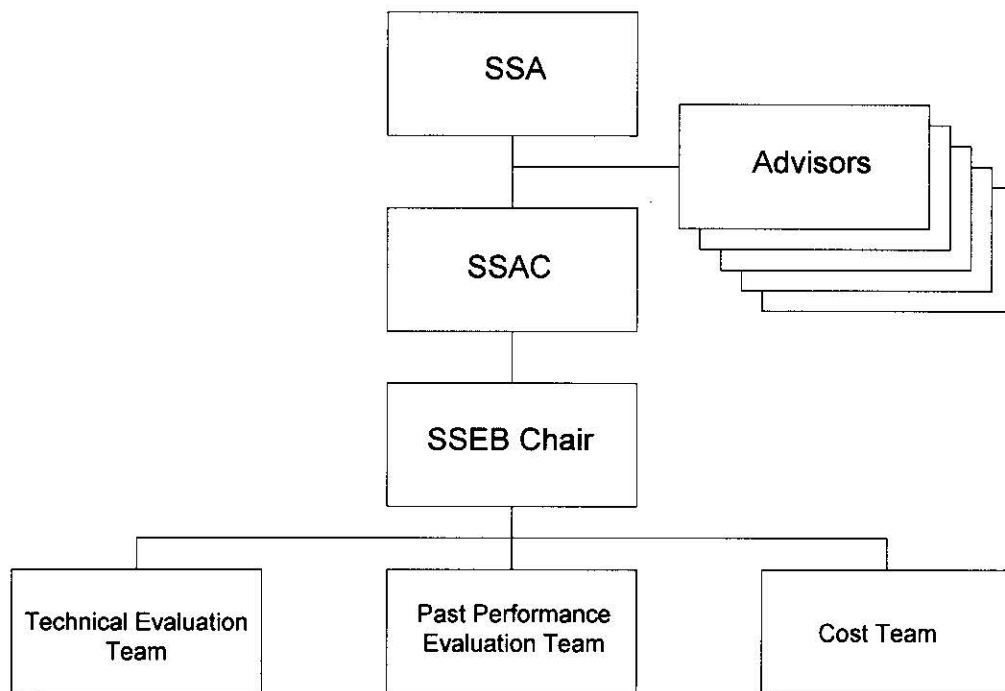 SSA
Advisors
SSAC
SSEB Chair
Technical Evaluation
Team
Past Performance
Evaluation Team
Cost Team